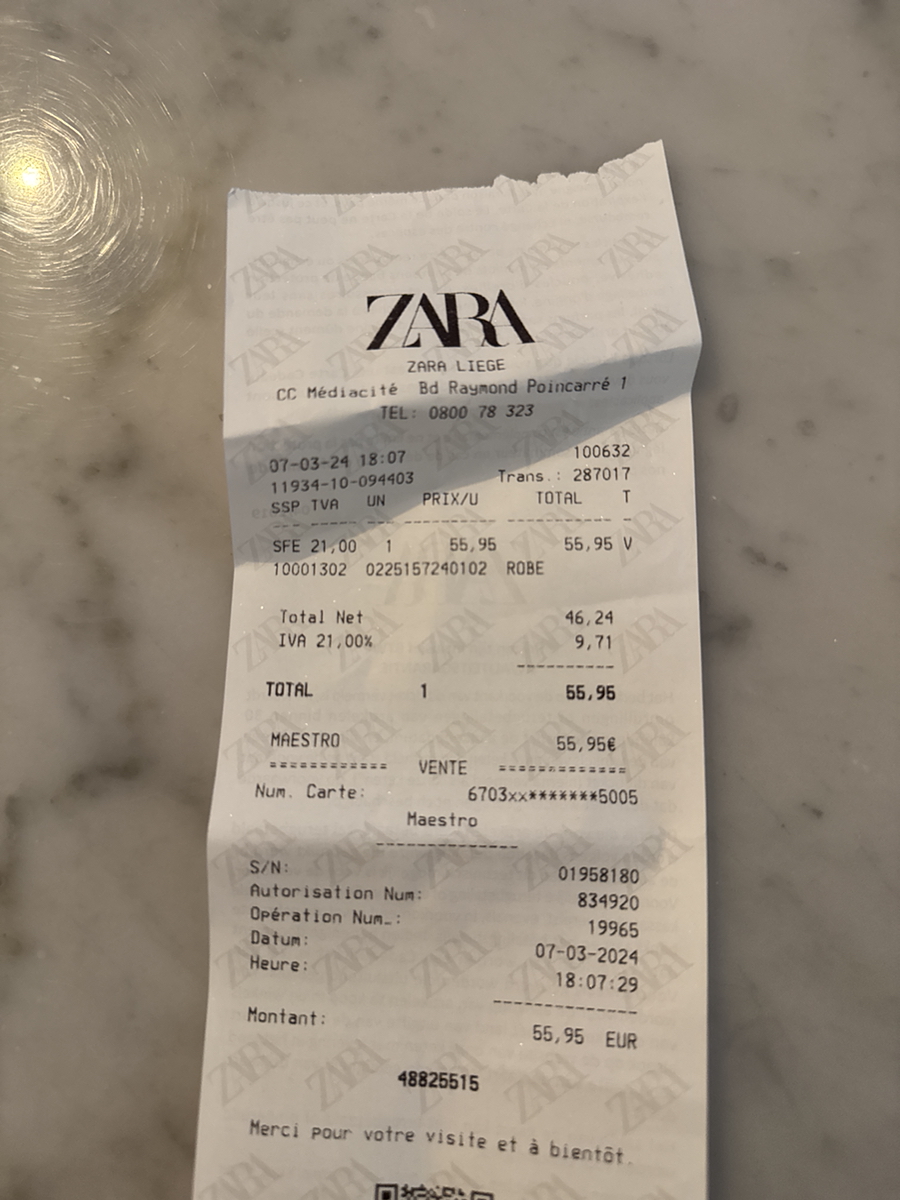 ZARA
ZARA LIEGE
CC Médiacité Bd Raymond Poincarré 1
TEL: 0800 78 323
07-03-24 18:07 100632
11934-10-094403 Trans.: 287017
SSP TVA UN PRIX/U TOTAL T
--- ----- --- ---------- ----------- -
SFE 21,00 1 55,95 55,95 V
10001302 0225157240102 ROBE
Total Net 46,24
IVA 21,00% 9,71
----------
TOTAL 1 55,95
MAESTRO 55,95€
============ VENTE =============
Num. Carte: 6703xx*******5005
Maestro
---------------
S/N: 01958180
Autorisation Num: 834920
Opération Num.: 19965
Datum: 07-03-2024
Heure: 18:07:29
---------------
Montant: 55,95 EUR
48825515
Merci pour votre visite et à bientôt.